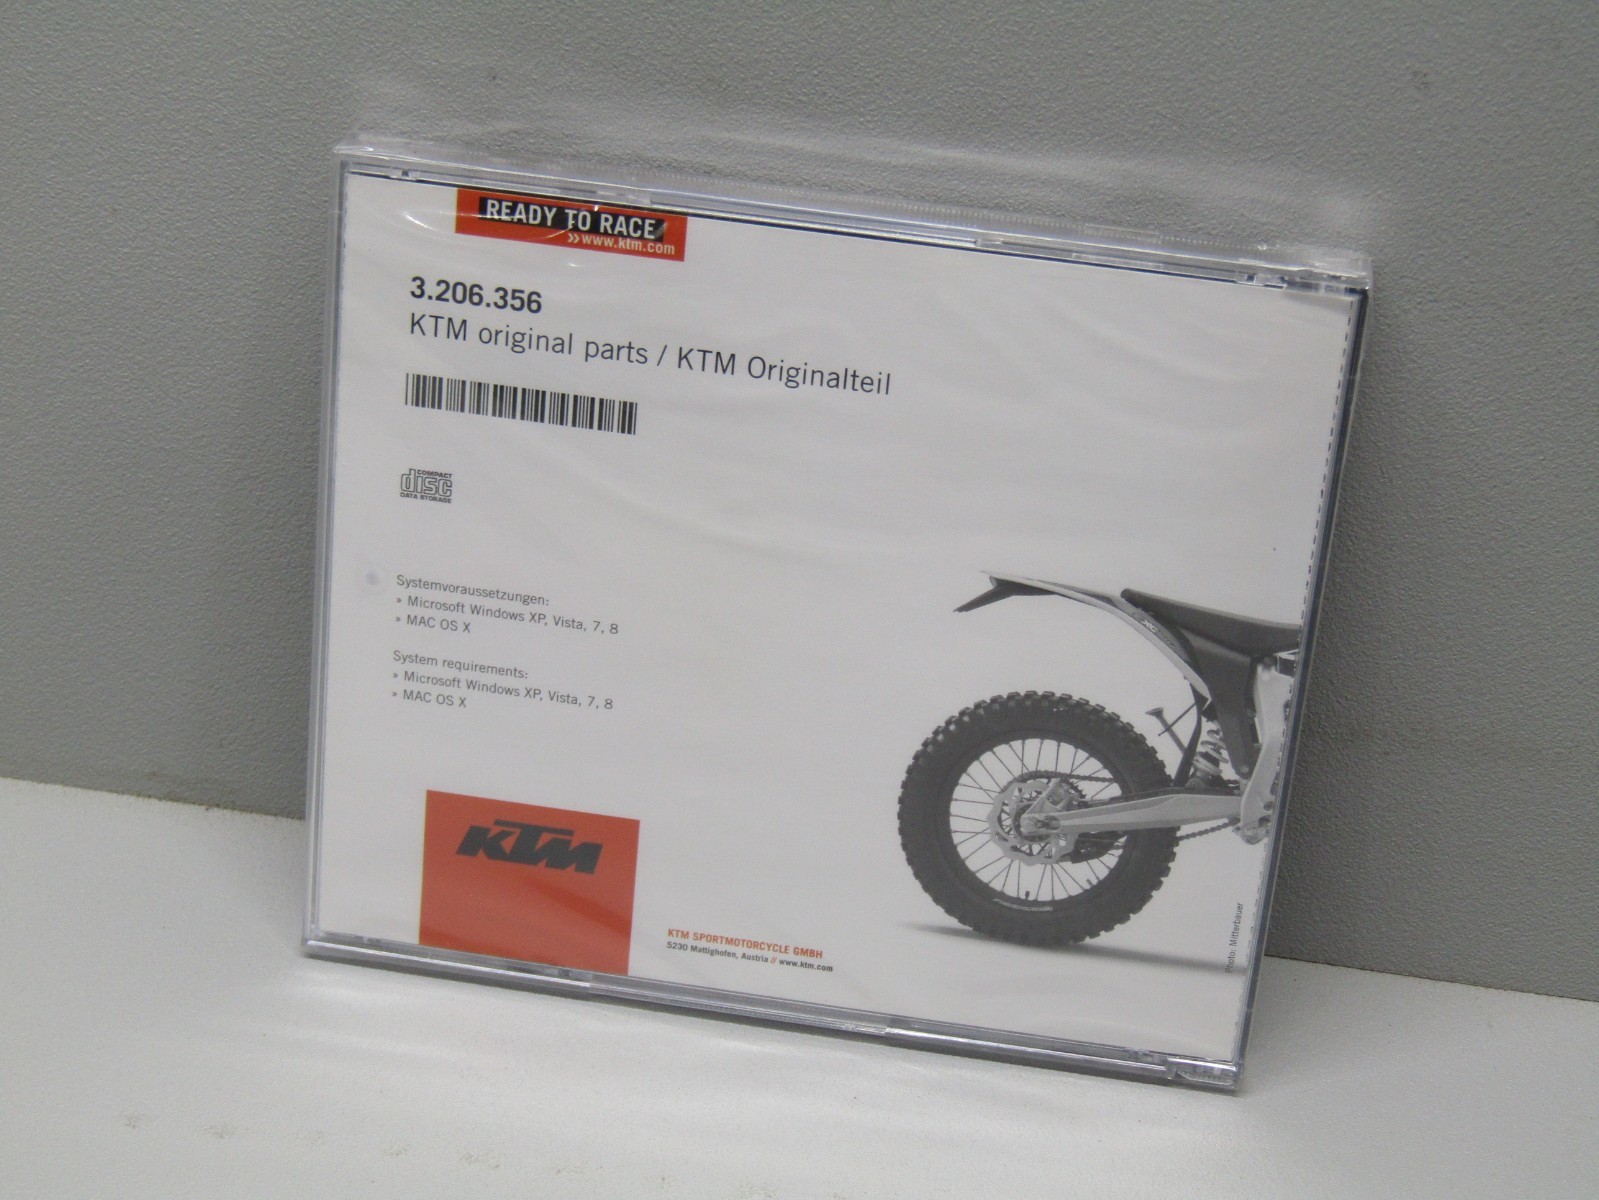 READY TO RACE
»www.ktm.com
3.206.356
KTM original parts / KTM Originalteil
COMPACT
disc
DATA STORAGE
Systemvoraussetzungen:
» Microsoft Windows XP, Vista, 7, 8
» MAC OS X
System requirements:
» Microsoft Windows XP, Vista, 7, 8
» MAC OS X
KTM
KTM SPORTMOTORCYCLE GMBH
5230 Mattighofen, Austria // www.ktm.com
Photo: Mitterbauer